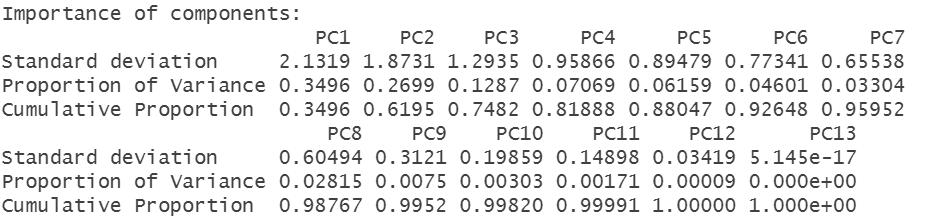 Importance of components:
PC1 PC2 PC3 PC4 PC5 PC6 PC7
Standard deviation 2.1319 1.8731 1.2935 0.95866 0.89479 0.77341 0.65538
Proportion of Variance 0.3496 0.2699 0.1287 0.07069 0.06159 0.04601 0.03304
Cumulative Proportion 0.3496 0.6195 0.7482 0.81888 0.88047 0.92648 0.95952
PC8 PC9 PC10 PC11 PC12 PC13
Standard deviation 0.60494 0.3121 0.19859 0.14898 0.03419 5.145e-17
Proportion of Variance 0.02815 0.0075 0.00303 0.00171 0.00009 0.000e+00
Cumulative Proportion 0.98767 0.9952 0.99820 0.99991 1.00000 1.000e+00